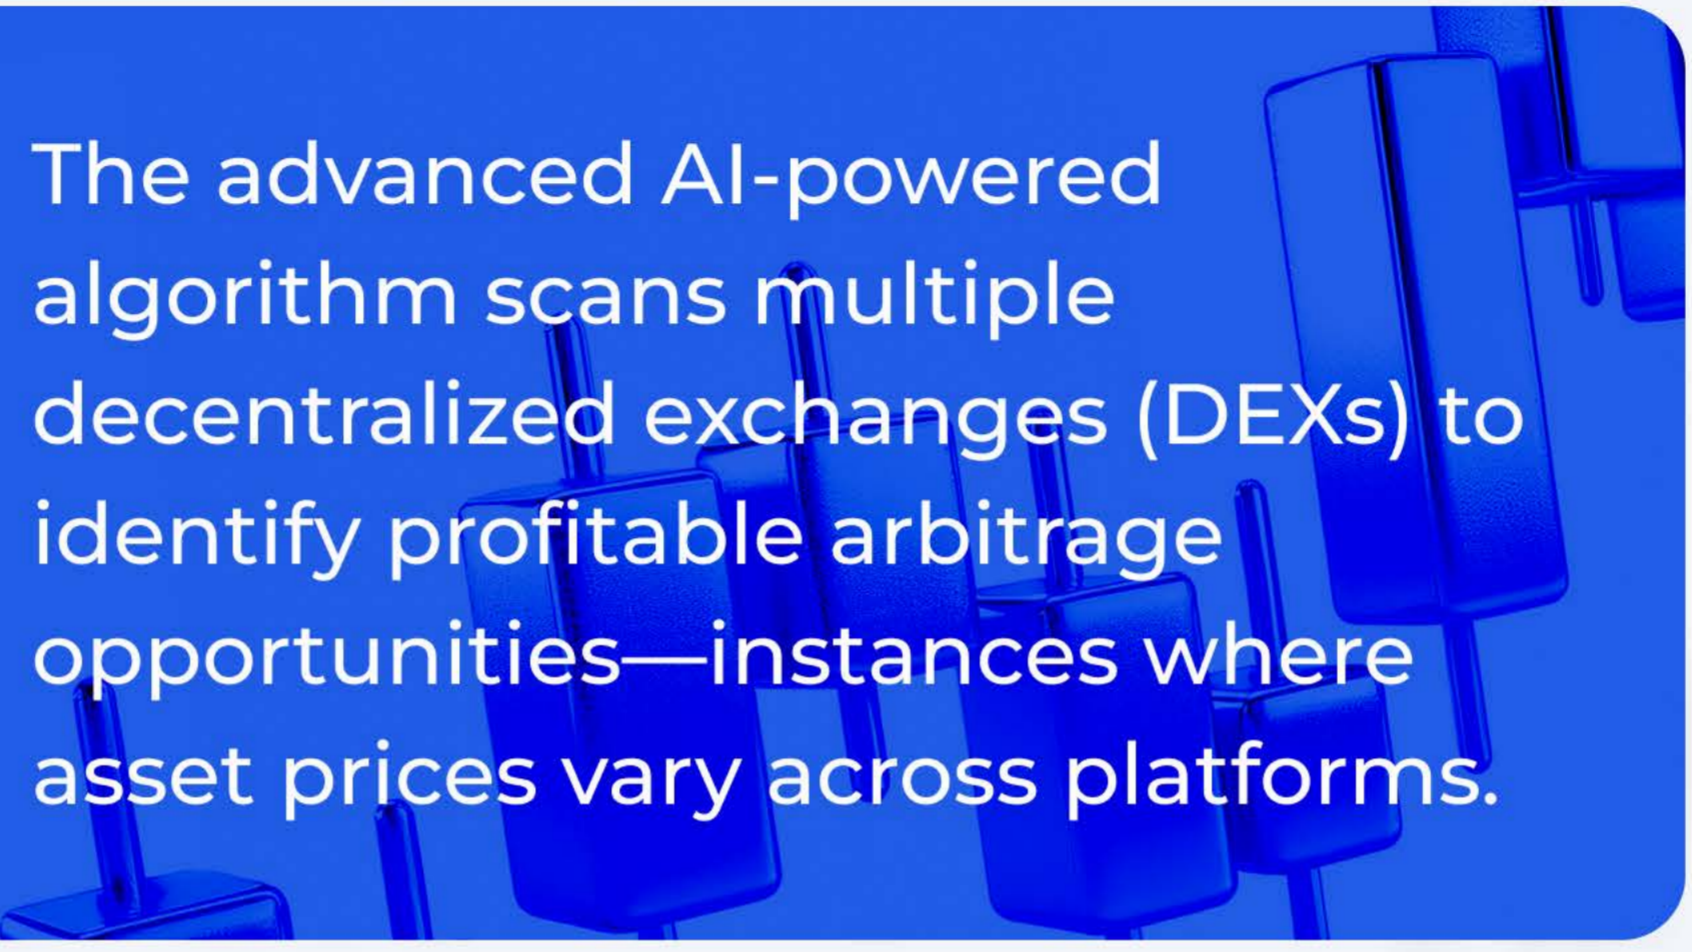 The advanced AI-powered
algorithm scans multiple
decentralized exchanges (DEXs) to
identify profitable arbitrage
opportunities—instances where
asset prices vary across platforms.